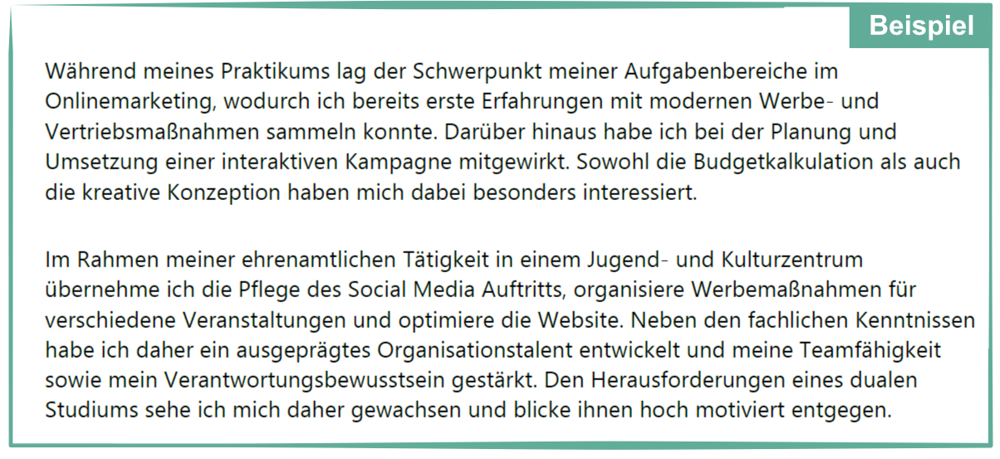 Beispiel
Während meines Praktikums lag der Schwerpunkt meiner Aufgabenbereiche im
Onlinemarketing, wodurch ich bereits erste Erfahrungen mit modernen Werbe- und
Vertriebsmaßnahmen sammeln konnte. Darüber hinaus habe ich bei der Planung und
Umsetzung einer interaktiven Kampagne mitgewirkt. Sowohl die Budgetkalkulation als auch
die kreative Konzeption haben mich dabei besonders interessiert.
Im Rahmen meiner ehrenamtlichen Tätigkeit in einem Jugend- und Kulturzentrum
übernehme ich die Pflege des Social Media Auftritts, organisiere Werbemaßnahmen für
verschiedene Veranstaltungen und optimiere die Website. Neben den fachlichen Kenntnissen
habe ich daher ein ausgeprägtes Organisationstalent entwickelt und meine Teamfähigkeit
sowie mein Verantwortungsbewusstsein gestärkt. Den Herausforderungen eines dualen
Studiums sehe ich mich daher gewachsen und blicke ihnen hoch motiviert entgegen.